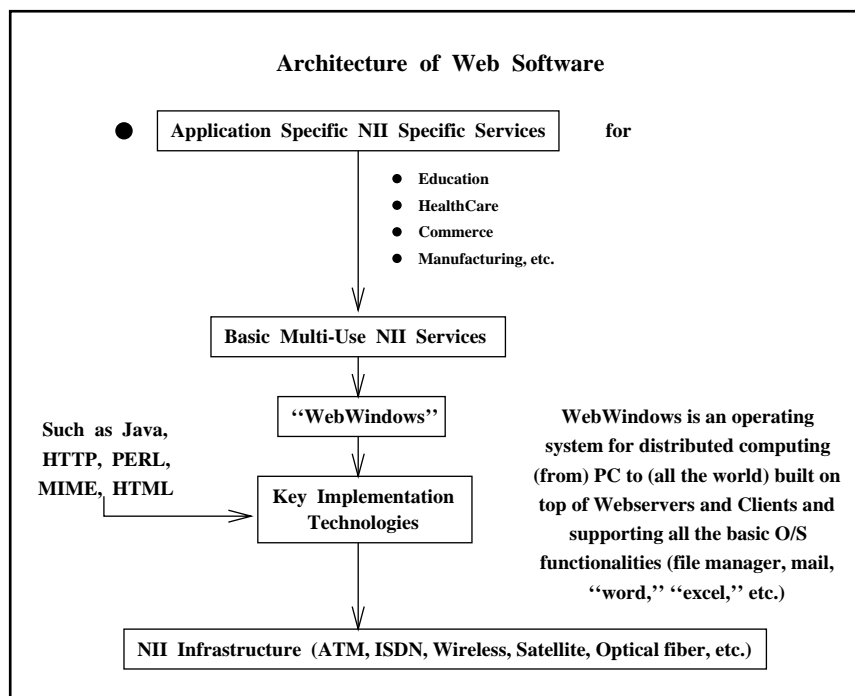 Architecture of Web Software
● Application Specific NII Specific Services for
● Education
● HealthCare
● Commerce
● Manufacturing, etc.
Basic Multi-Use NII Services
‘‘WebWindows’’
Such as Java,
HTTP, PERL,
MIME, HTML
Key Implementation
Technologies
WebWindows is an operating
system for distributed computing
(from) PC to (all the world) built on
top of Webservers and Clients and
supporting all the basic O/S
functionalities (file manager, mail,
‘‘word,’’ ‘‘excel,’’ etc.)
NII Infrastructure (ATM, ISDN, Wireless, Satellite, Optical fiber, etc.)